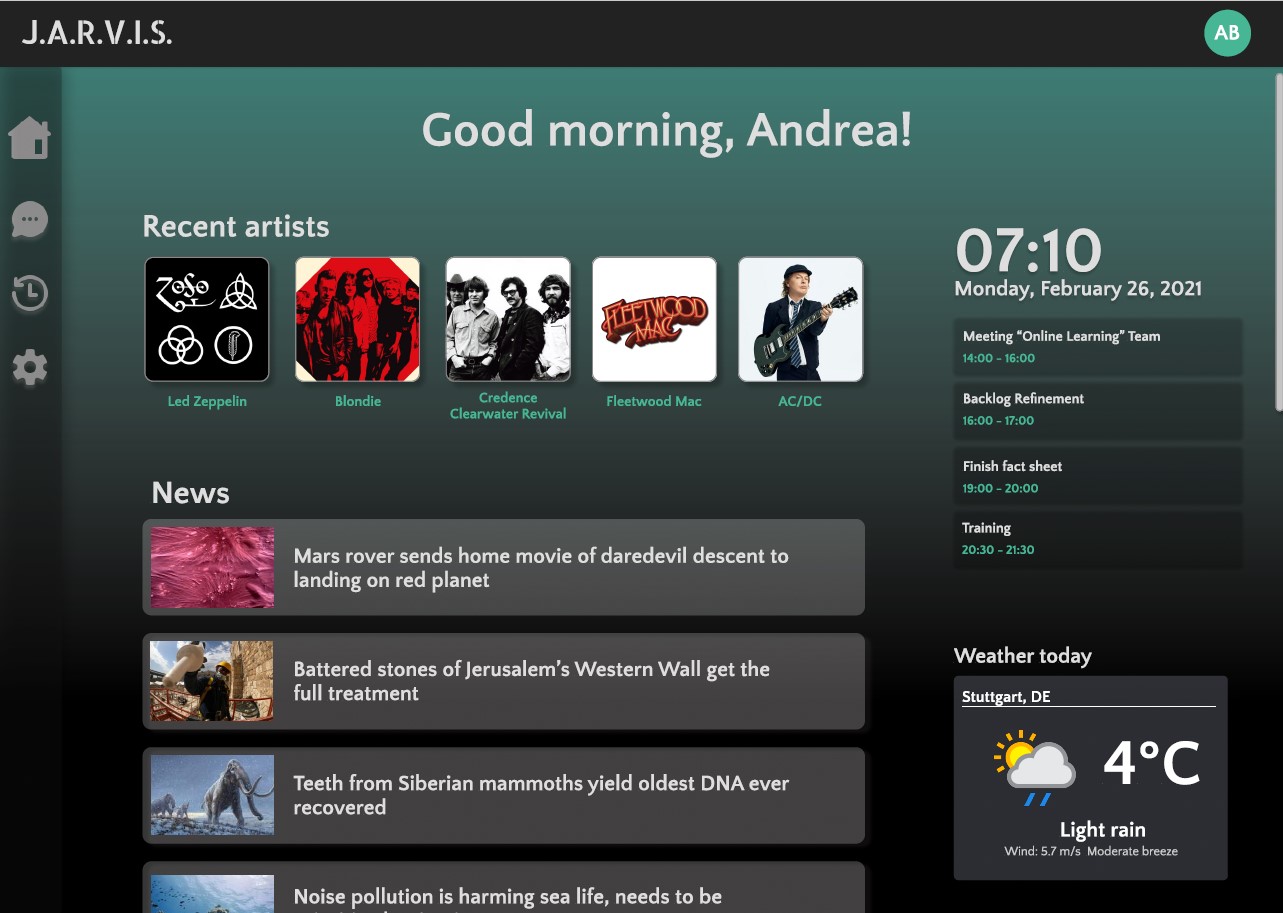 J.A.R.V.I.S.
AB
Good morning, Andrea!
Recent artists
ZoSo
Led Zeppelin
Blondie
Credence
Clearwater Revival
FLEETWOOD
MAC
Fleetwood Mac
AC/DC
07:10
Monday, February 26, 2021
Meeting “Online Learning” Team
14:00 - 16:00
Backlog Refinement
16:00 - 17:00
Finish fact sheet
19:00 - 20:00
Training
20:30 - 21:30
News
Mars rover sends home movie of daredevil descent to
landing on red planet
Battered stones of Jerusalem’s Western Wall get the
full treatment
Teeth from Siberian mammoths yield oldest DNA ever
recovered
Noise pollution is harming sea life, needs to be
Weather today
Stuttgart, DE
4°C
Light rain
Wind: 5.7 m/s Moderate breeze